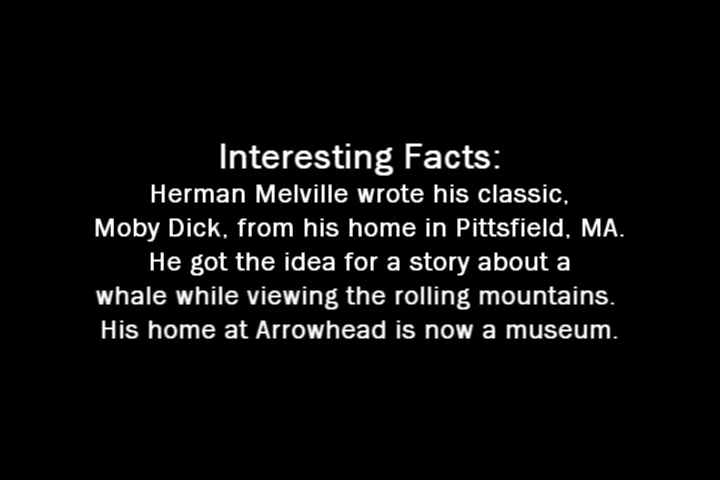 Interesting Facts:
Herman Melville wrote his classic,
Moby Dick, from his home in Pittsfield, MA.
He got the idea for a story about a
whale while viewing the rolling mountains.
His home at Arrowhead is now a museum.